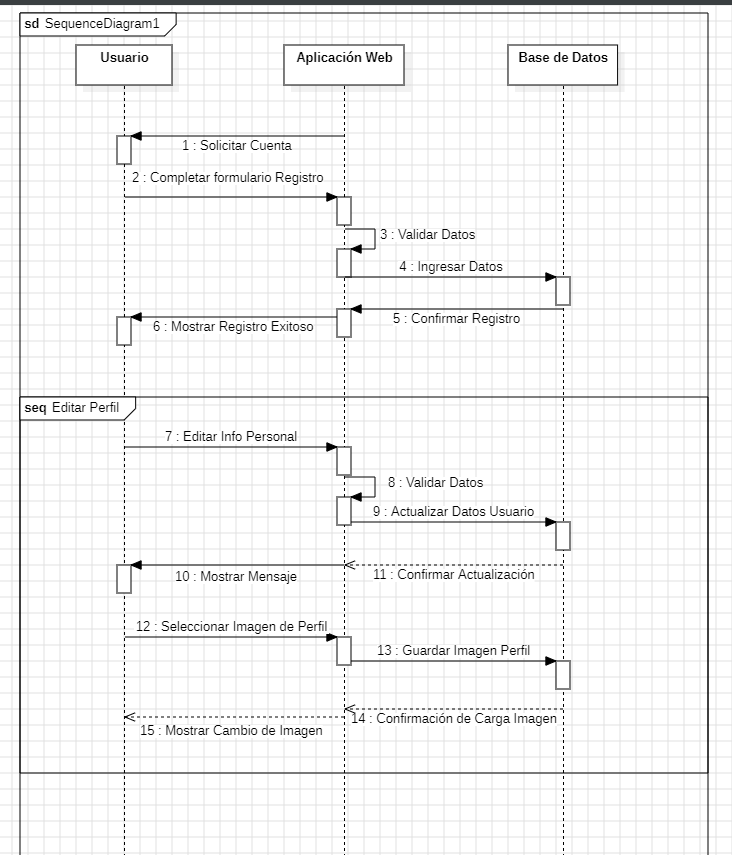 sd SequenceDiagram1
Usuario
Aplicación Web
Base de Datos
1 : Solicitar Cuenta
2 : Completar formulario Registro
3 : Validar Datos
4 : Ingresar Datos
5 : Confirmar Registro
6 : Mostrar Registro Exitoso
seq Editar Perfil
7 : Editar Info Personal
8 : Validar Datos
9 : Actualizar Datos Usuario
10 : Mostrar Mensaje
11 : Confirmar Actualización
12 : Seleccionar Imagen de Perfil
13 : Guardar Imagen Perfil
14 : Confirmación de Carga Imagen
15 : Mostrar Cambio de Imagen